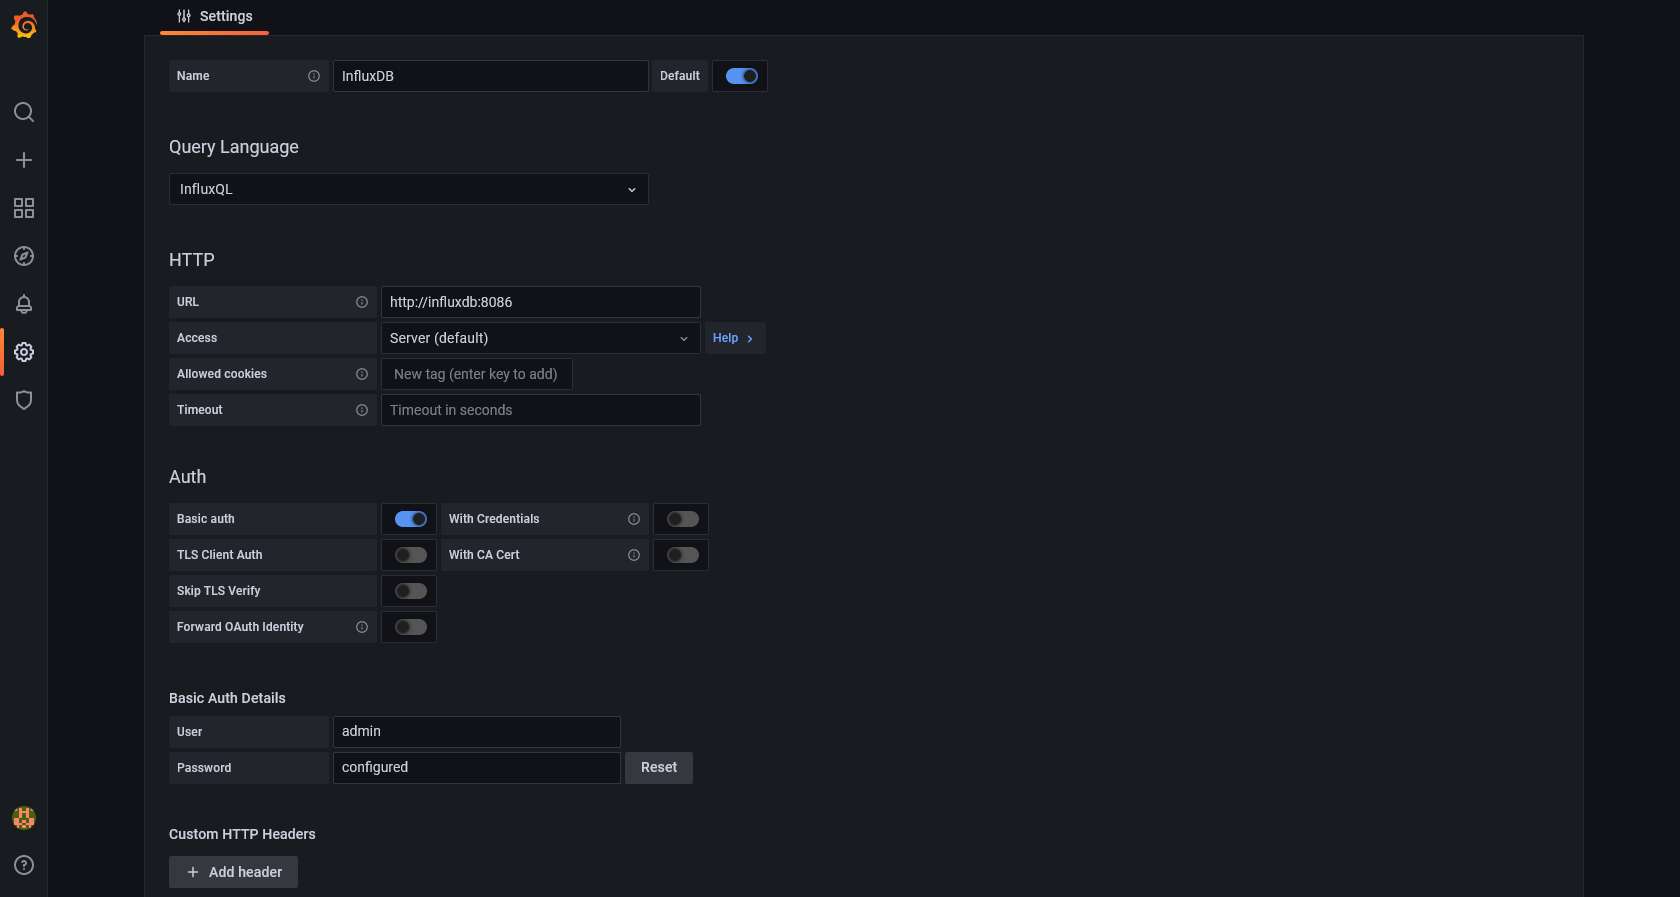 Settings
Name InfluxDB Default
Query Language
InfluxQL
HTTP
URL http://influxdb:8086
Access Server (default) Help
Allowed cookies New tag (enter key to add)
Timeout Timeout in seconds
Auth
Basic auth With Credentials
TLS Client Auth With CA Cert
Skip TLS Verify
Forward OAuth Identity
Basic Auth Details
User admin
Password configured Reset
Custom HTTP Headers
+ Add header